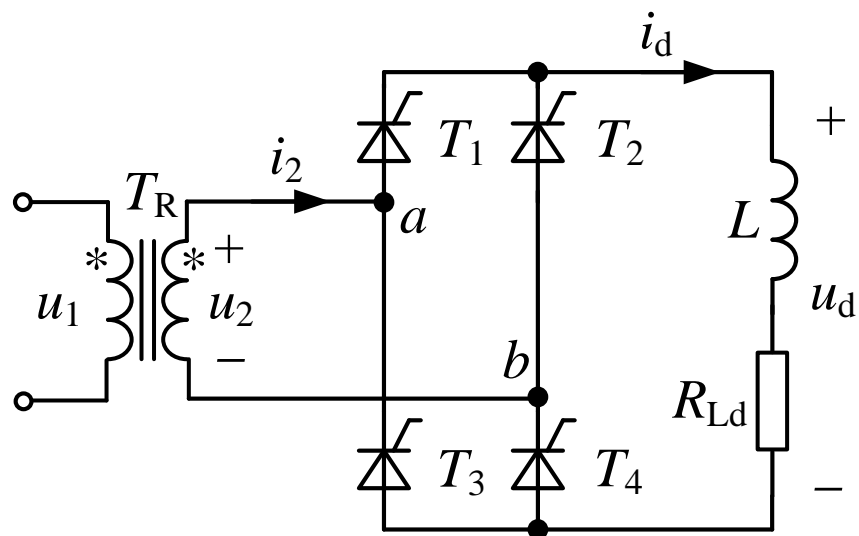 i_d
T_1
T_2
+
i_2
T_R
a
L
* * +
u_1
u_2
u_d
−
b
R_Ld
T_3
T_4
−